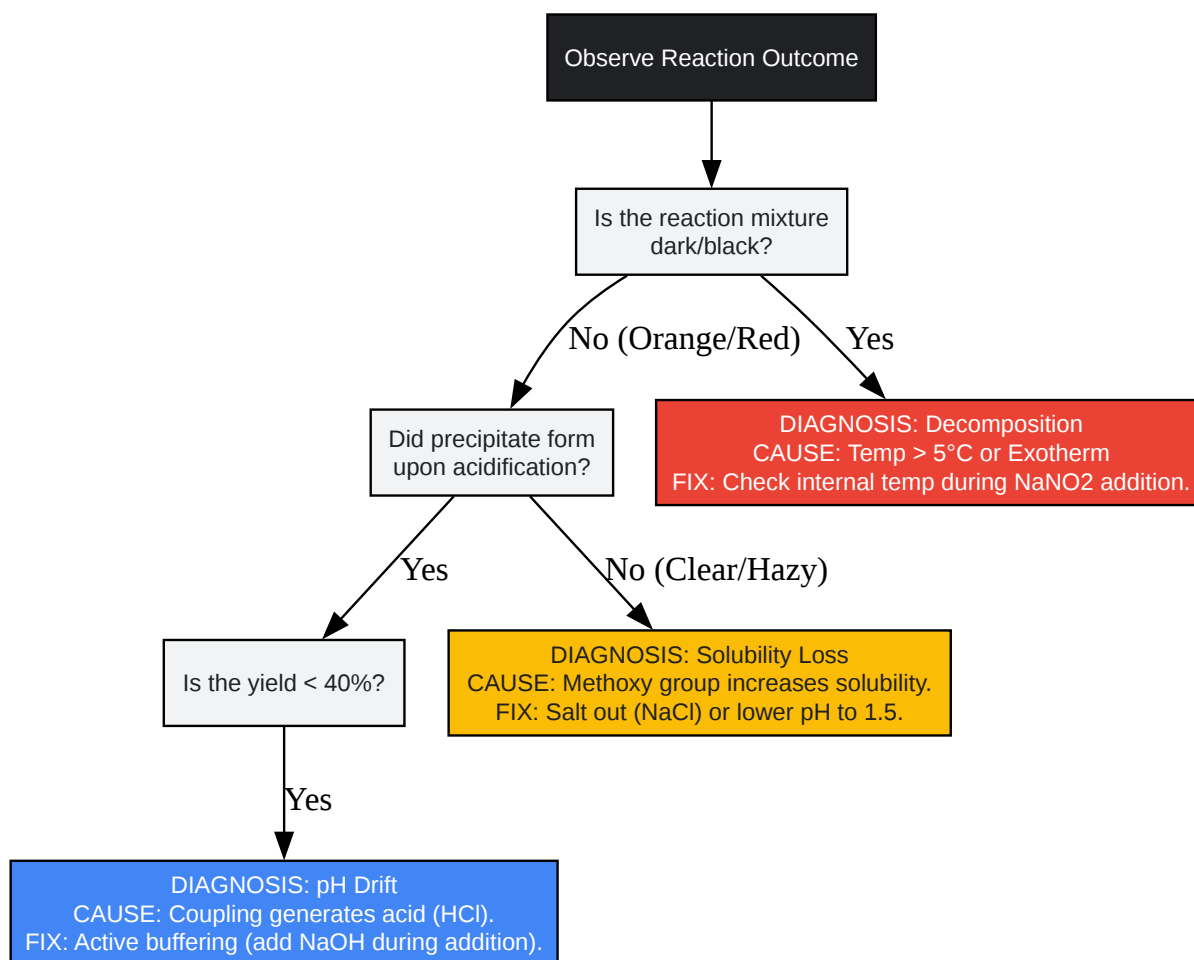 Observe Reaction Outcome
Is the reaction mixture
dark/black?
No (Orange/Red)
Yes
Did precipitate form
upon acidification?
DIAGNOSIS: Decomposition
CAUSE: Temp > 5°C or Exotherm
FIX: Check internal temp during NaNO2 addition.
Yes
No (Clear/Hazy)
Is the yield < 40%?
DIAGNOSIS: Solubility Loss
CAUSE: Methoxy group increases solubility.
FIX: Salt out (NaCl) or lower pH to 1.5.
Yes
DIAGNOSIS: pH Drift
CAUSE: Coupling generates acid (HCl).
FIX: Active buffering (add NaOH during addition).